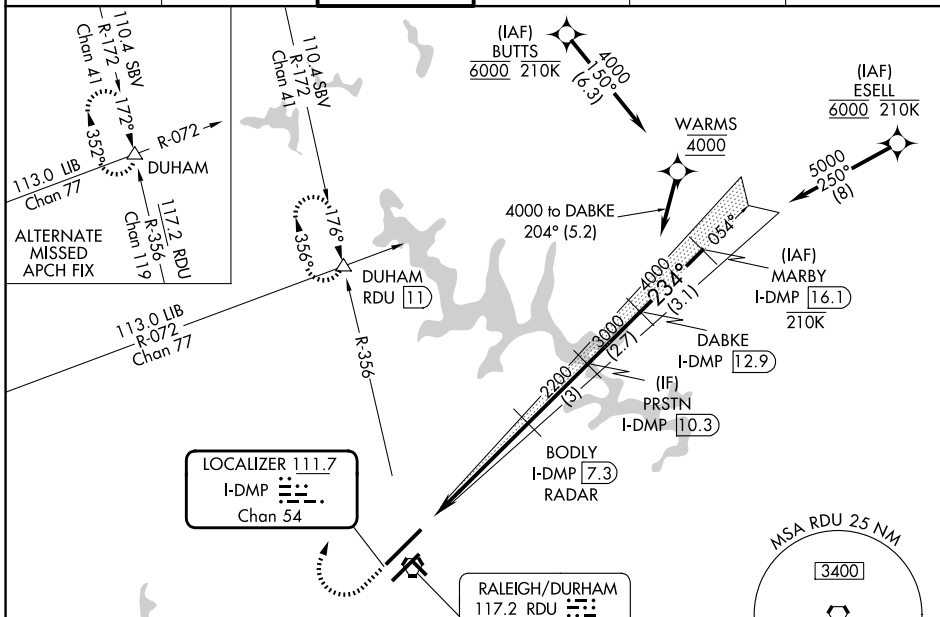 110.4 SBV
R-172
Chan 41
172°
352°
R-072
DUHAM
113.0 LIB
Chan 77
117.2 RDU
R-356
Chan 119
ALTERNATE
MISSED
APCH FIX
110.4 SBV
R-172
Chan 41
176°
356°
DUHAM
RDU 11
113.0 LIB
R-072
Chan 77
R-356
(IAF)
BUTTS
6000 210K
4000
150°
(6.3)
WARMS
4000
4000 to DABKE
204° (5.2)
(IAF)
ESELL
6000 210K
5000
250°
(8)
054°
234°
4000
(3.1)
3000
(2.7)
2200
(3)
(IAF)
MARBY
I-DMP 16.1
210K
DABKE
I-DMP 12.9
(IF)
PRSTN
I-DMP 10.3
BODLY
I-DMP 7.3
RADAR
LOCALIZER 111.7
I-DMP
Chan 54
RALEIGH/DURHAM
117.2 RDU
MSA RDU 25 NM
3400